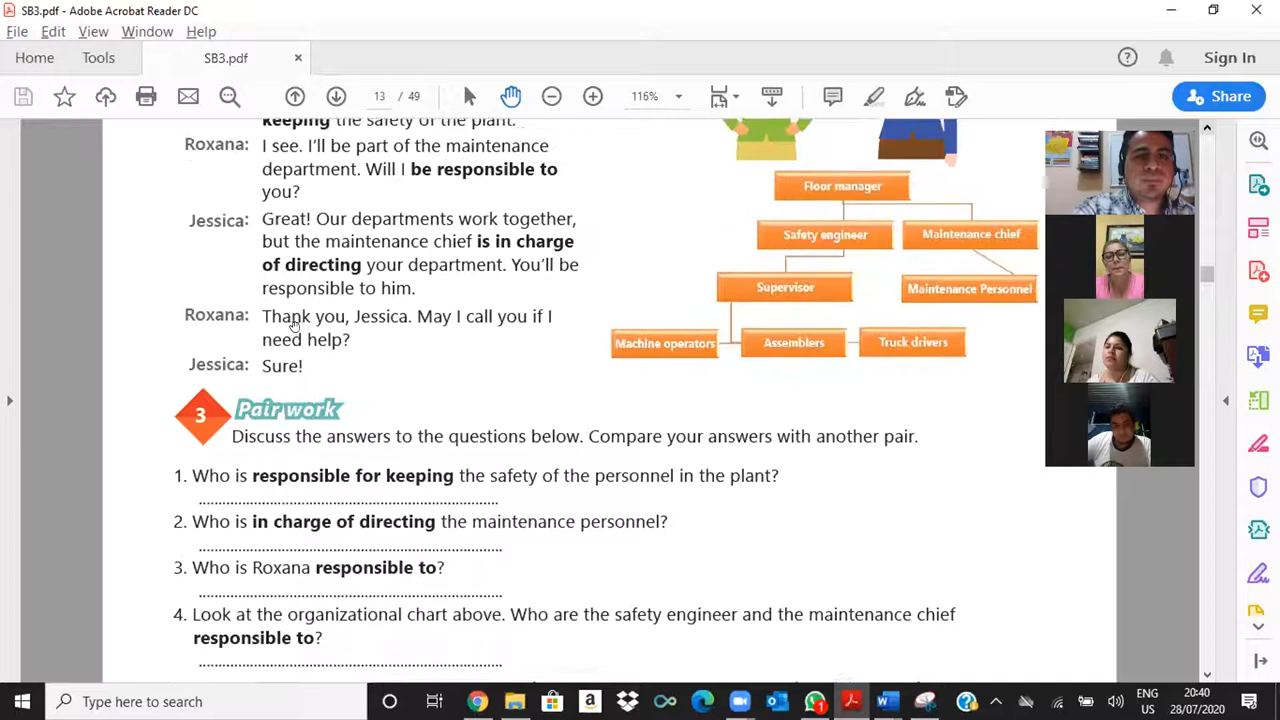 SB3.pdf - Adobe Acrobat Reader DC
File Edit View Window Help
Home Tools SB3.pdf × Sign In
13 / 49 116% Share
keeping the safety of the plant.
Roxana: I see. I'll be part of the maintenance
department. Will I be responsible to
you?
Jessica: Great! Our departments work together,
but the maintenance chief is in charge
of directing your department. You'll be
responsible to him.
Roxana: Thank you, Jessica. May I call you if I
need help?
Jessica: Sure!
Floor manager
Safety engineer Maintenance chief
Supervisor Maintenance Personnel
Machine operators Assemblers Truck drivers
3 Pair work
Discuss the answers to the questions below. Compare your answers with another pair.
1. Who is responsible for keeping the safety of the personnel in the plant?
2. Who is in charge of directing the maintenance personnel?
3. Who is Roxana responsible to?
4. Look at the organizational chart above. Who are the safety engineer and the maintenance chief
responsible to?
Type here to search
ENG 20:40
US 28/07/2020